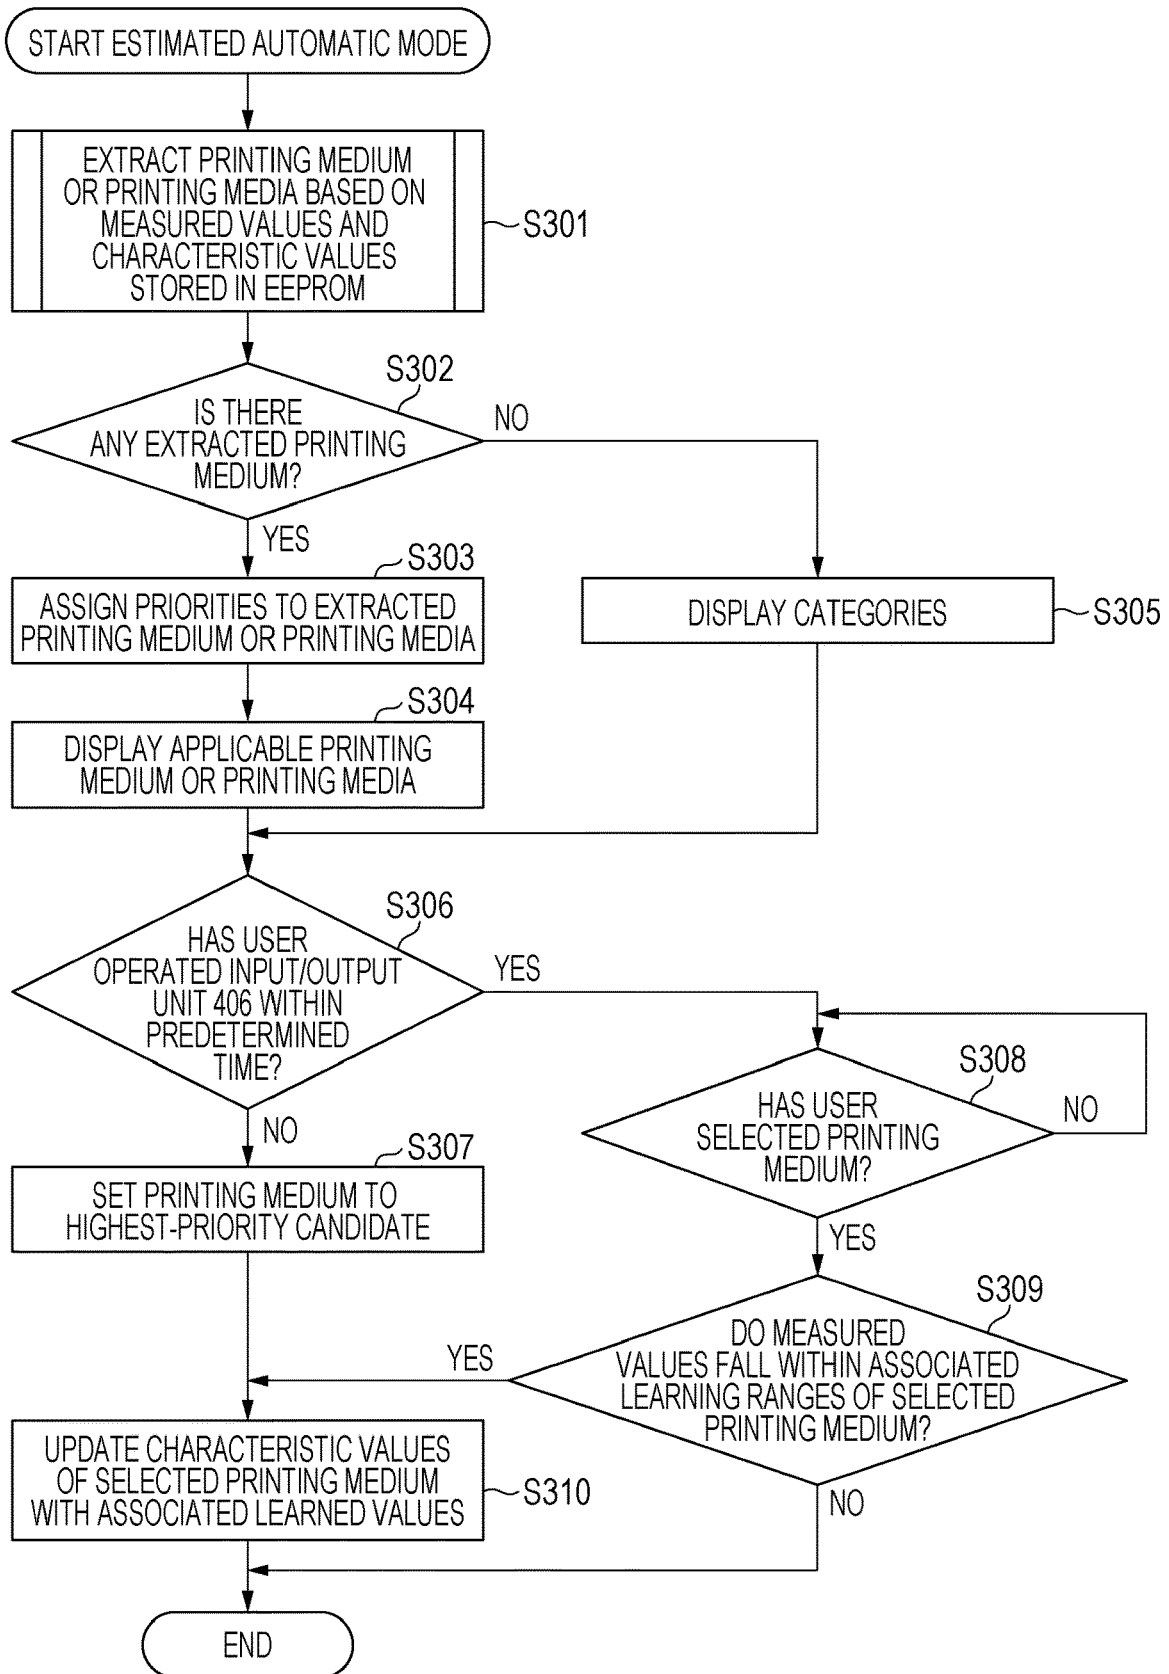 START ESTIMATED AUTOMATIC MODE
EXTRACT PRINTING MEDIUM
OR PRINTING MEDIA BASED ON
MEASURED VALUES AND
CHARACTERISTIC VALUES
STORED IN EEPROM
S301
S302
IS THERE
ANY EXTRACTED PRINTING
MEDIUM?
NO
YES
S303
ASSIGN PRIORITIES TO EXTRACTED
PRINTING MEDIUM OR PRINTING MEDIA
DISPLAY CATEGORIES
S305
S304
DISPLAY APPLICABLE PRINTING
MEDIUM OR PRINTING MEDIA
S306
HAS USER
OPERATED INPUT/OUTPUT
UNIT 406 WITHIN
PREDETERMINED
TIME?
YES
NO
S308
HAS USER
SELECTED PRINTING
MEDIUM?
NO
YES
S307
SET PRINTING MEDIUM TO
HIGHEST-PRIORITY CANDIDATE
S309
DO MEASURED
VALUES FALL WITHIN ASSOCIATED
LEARNING RANGES OF SELECTED
PRINTING MEDIUM?
YES
NO
UPDATE CHARACTERISTIC VALUES
OF SELECTED PRINTING MEDIUM
WITH ASSOCIATED LEARNED VALUES
S310
END